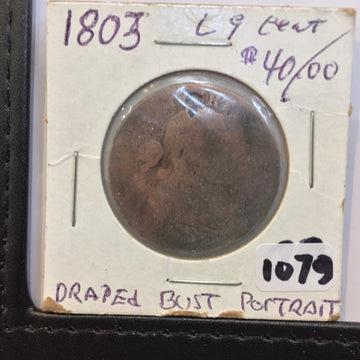 1803 Lg cent
$40/00
1079
DRAPEd BUST PORTRAIT